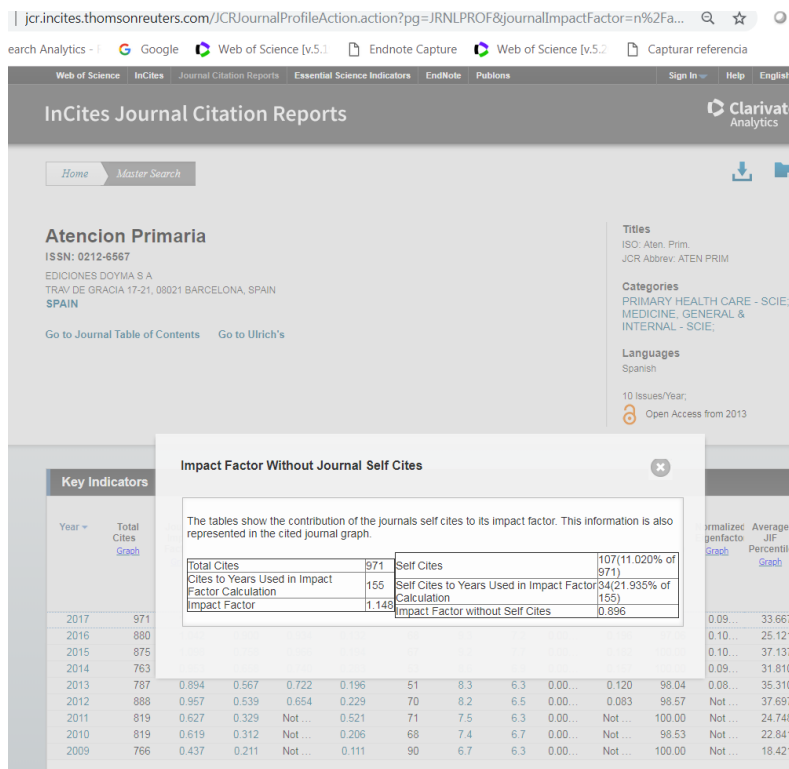 jcr.incites.thomsonreuters.com/JCRJournalProfileAction.action?pg=JRNLPROF&journalImpactFactor=n%2Fa...
earch Analytics - Google Web of Science [v.5.1 Endnote Capture Web of Science [v.5.2 Capturar referencia
Web of Science InCites Journal Citation Reports Essential Science Indicators EndNote Publons Sign In Help English
InCites Journal Citation Reports
Clarivate
Analytics
Home Master Search
Atencion Primaria
ISSN: 0212-6567
EDICIONES DOYMA S A
TRAV DE GRACIA 17-21, 08021 BARCELONA, SPAIN
SPAIN
Go to Journal Table of Contents Go to Ulrich's
Titles
ISO: Aten. Prim.
JCR Abbrev: ATEN PRIM
Categories
PRIMARY HEALTH CARE - SCIE;
MEDICINE, GENERAL &
INTERNAL - SCIE;
Languages
Spanish
10 Issues/Year;
Open Access from 2013
Impact Factor Without Journal Self Cites
The tables show the contribution of the journals self cites to its impact factor. This information is also
represented in the cited journal graph.
Total Cites 971
Cites to Years Used in Impact
Factor Calculation 155
Impact Factor 1.148
Self Cites 107(11.020% of
971)
Self Cites to Years Used in Impact Factor
Calculation 34(21.935% of
155)
Impact Factor without Self Cites 0.896
Key Indicators
Year Total
Cites
Graph
Average
JIF
Percentil
Graph
2017 971 0.09... 33.667
2016 880 0.10... 25.121
2015 875 0.10... 37.137
2014 763 0.09... 31.810
2013 787 0.894 0.567 0.722 0.196 51 8.3 6.3 0.00... 0.120 98.04 0.08... 35.310
2012 888 0.957 0.539 0.654 0.229 70 8.2 6.5 0.00... 0.083 98.57 Not ... 37.697
2011 819 0.627 0.329 Not ... 0.521 71 7.5 6.3 0.00... Not ... 100.00 Not ... 24.748
2010 819 0.619 0.312 Not ... 0.206 68 7.4 6.7 0.00... Not ... 98.53 Not ... 22.841
2009 766 0.437 0.211 Not ... 0.111 90 6.7 6.3 0.00... Not ... 100.00 Not ... 18.421